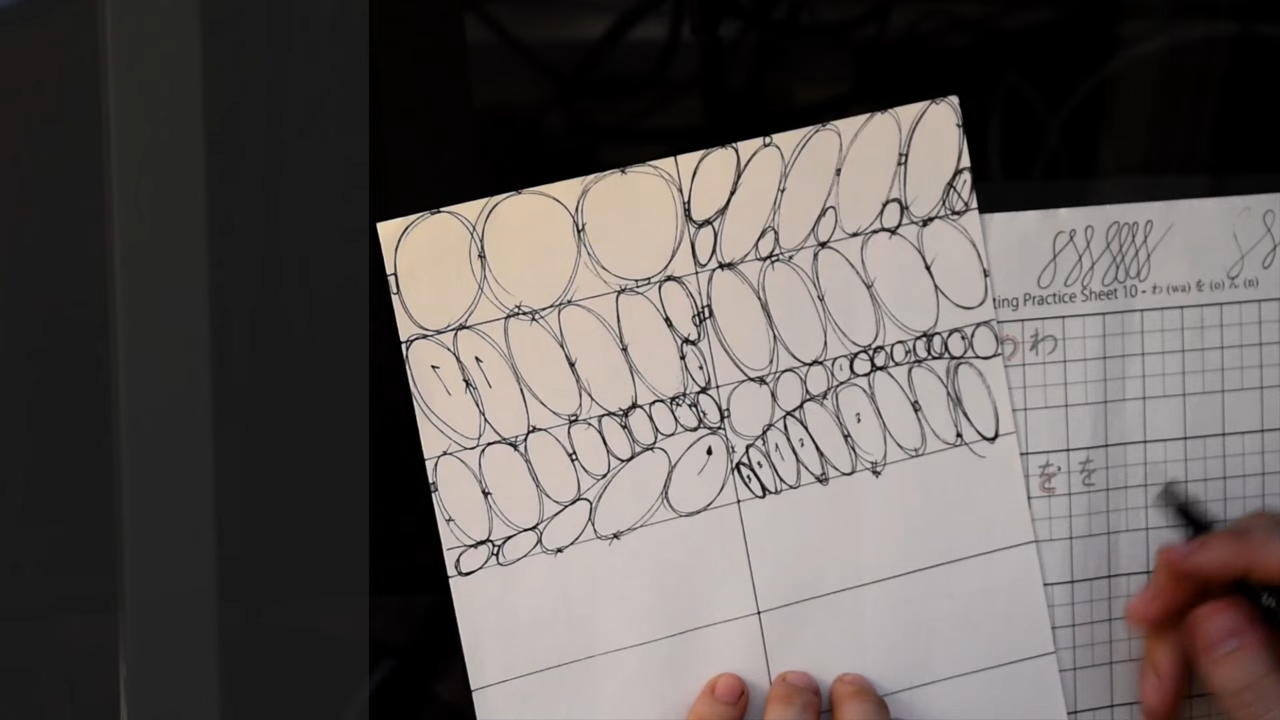 ting Practice Sheet 10 - わ (wa) を (o) ん (n)
わ わ
を を